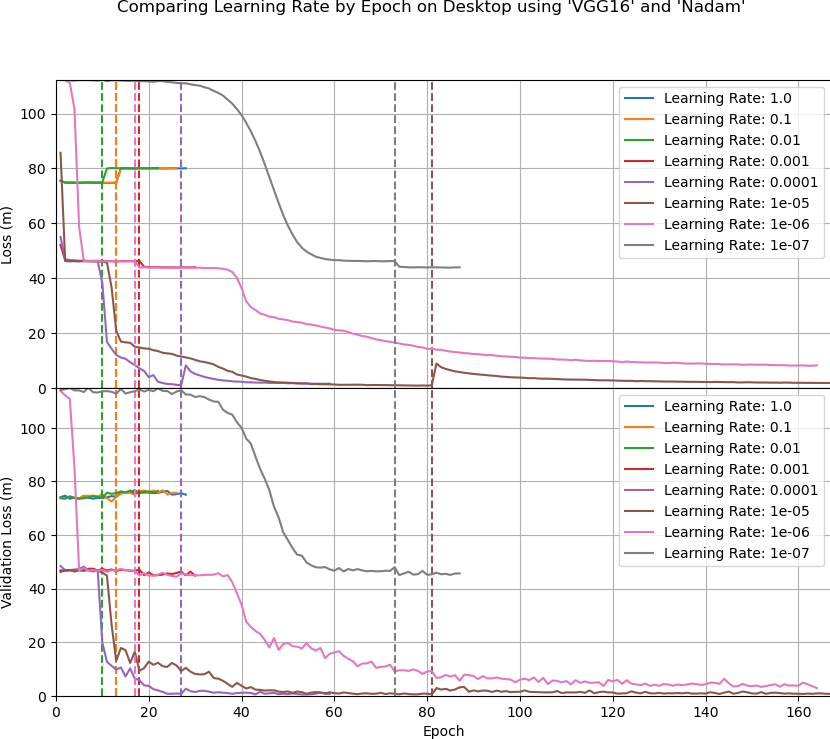 Comparing Learning Rate by Epoch on Desktop using 'VGG16' and 'Nadam'
Loss (m)
100
80
60
40
20
0
Learning Rate: 1.0
Learning Rate: 0.1
Learning Rate: 0.01
Learning Rate: 0.001
Learning Rate: 0.0001
Learning Rate: 1e-05
Learning Rate: 1e-06
Learning Rate: 1e-07
Validation Loss (m)
100
80
60
40
20
0
Learning Rate: 1.0
Learning Rate: 0.1
Learning Rate: 0.01
Learning Rate: 0.001
Learning Rate: 0.0001
Learning Rate: 1e-05
Learning Rate: 1e-06
Learning Rate: 1e-07
0 20 40 60 80 100 120 140 160
Epoch